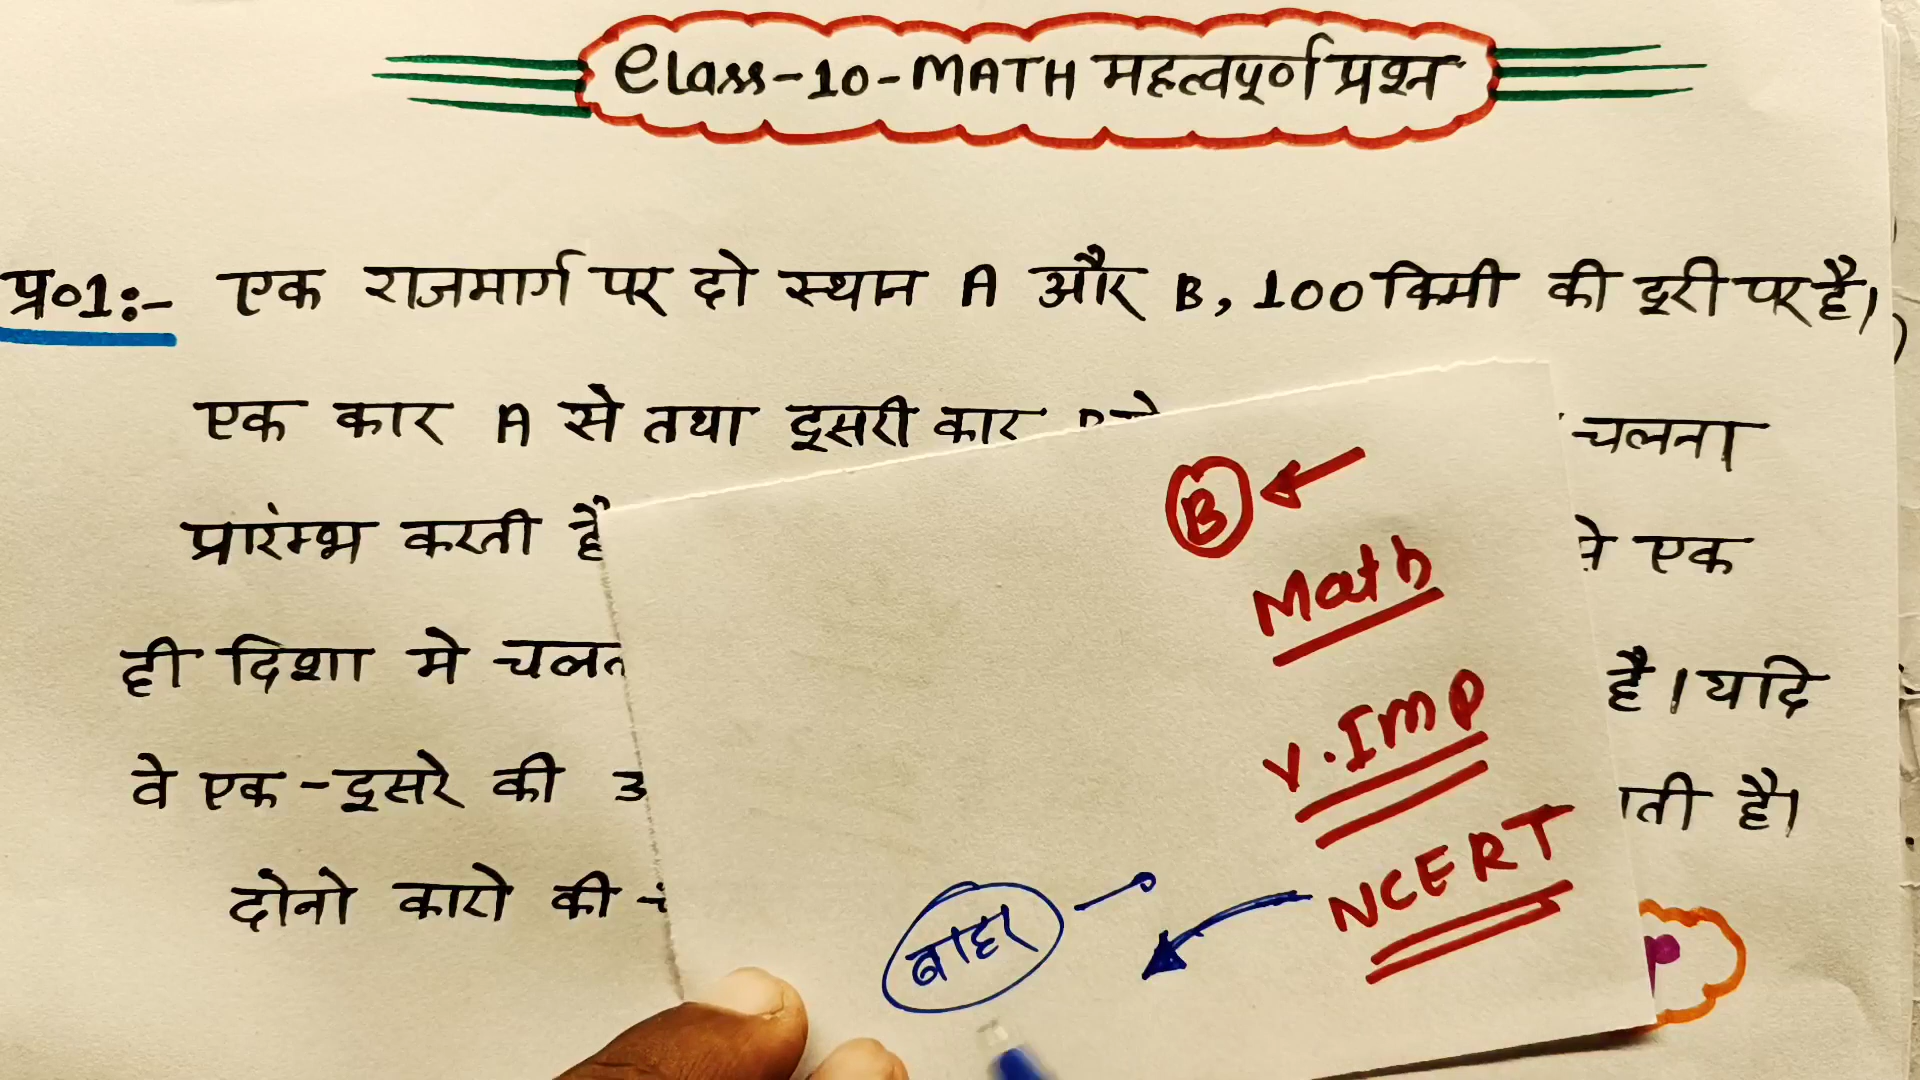 Class-10-MATH महत्वपूर्ण प्रश्न
प्र०1:- एक राजमार्ग पर दो स्थान A और B, 100 किमी की दूरी पर है।
एक कार A से तथा दूसरी कार चलना
प्रारंम्भ करती है एक
ही दिशा मे है। यदि
वे एक-दूसरे की है।
दोनो कारो की
B
Math
V.Imp
NCERT
बाहर